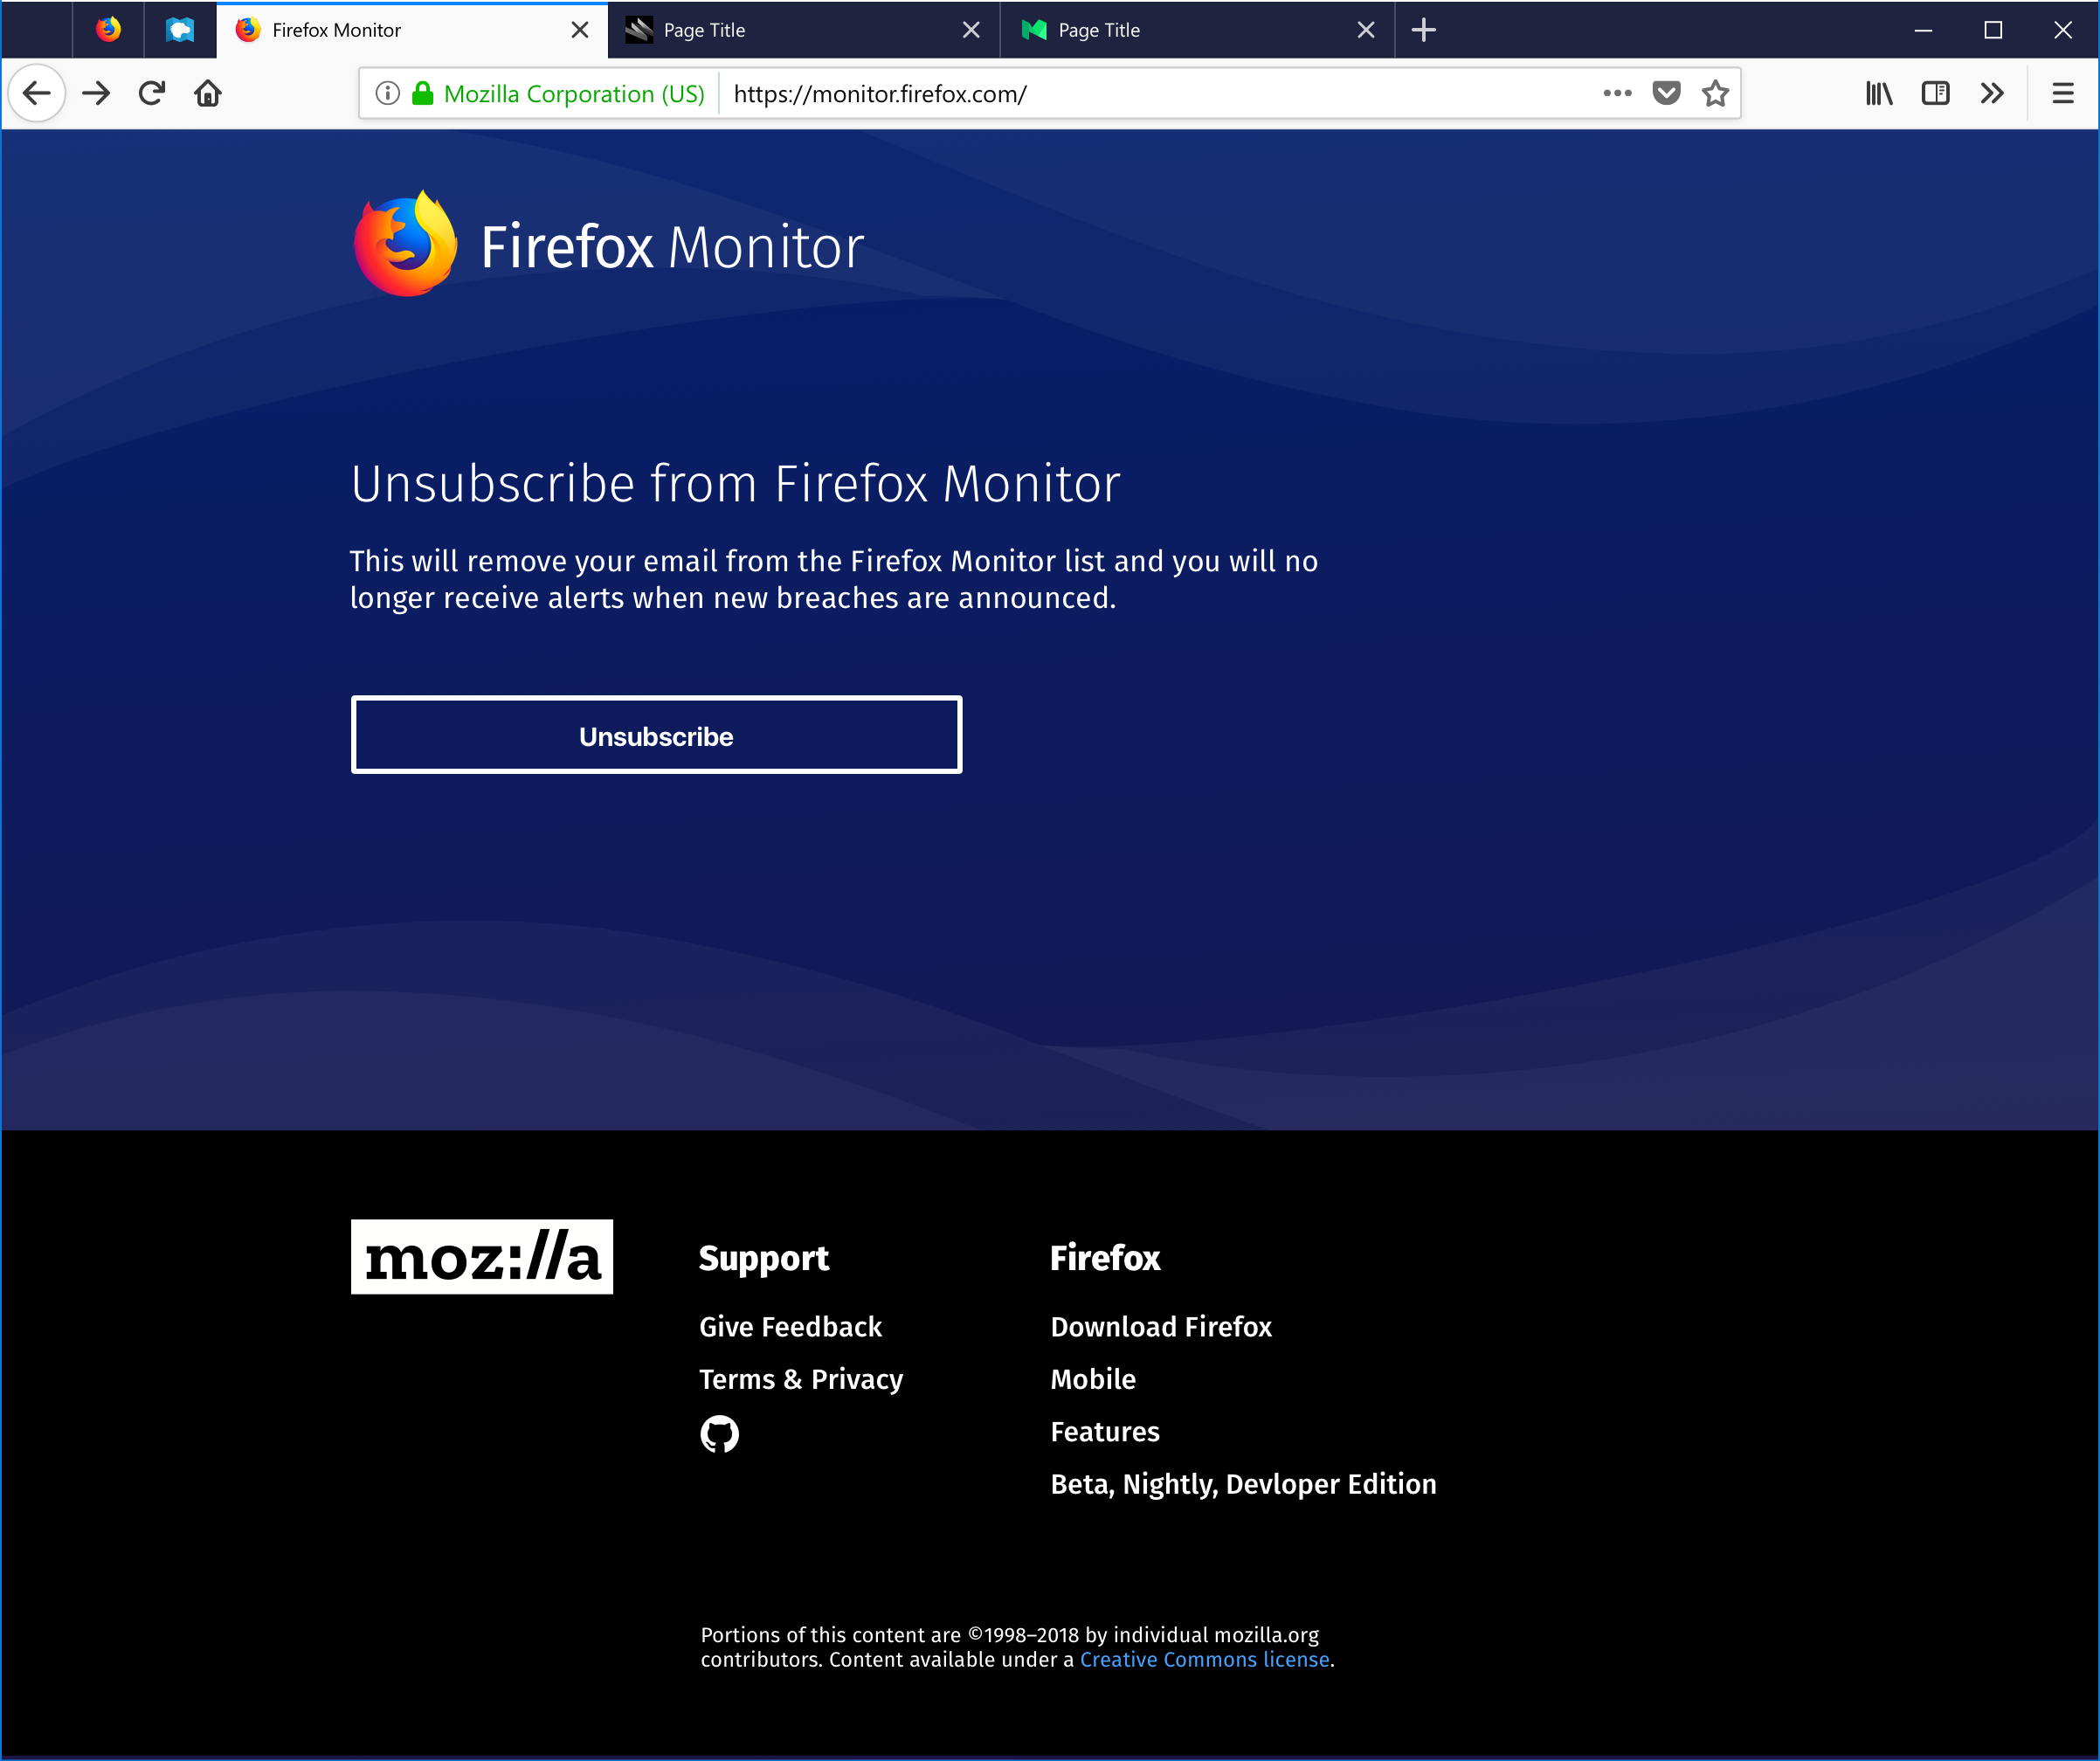 Firefox Monitor
Page Title
Page Title
Mozilla Corporation (US)
https://monitor.firefox.com/
Firefox Monitor
Unsubscribe from Firefox Monitor
This will remove your email from the Firefox Monitor list and you will no
longer receive alerts when new breaches are announced.
Unsubscribe
moz://a
Support
Give Feedback
Terms & Privacy
Firefox
Download Firefox
Mobile
Features
Beta, Nightly, Devloper Edition
Portions of this content are ©1998–2018 by individual mozilla.org
contributors. Content available under a Creative Commons license.